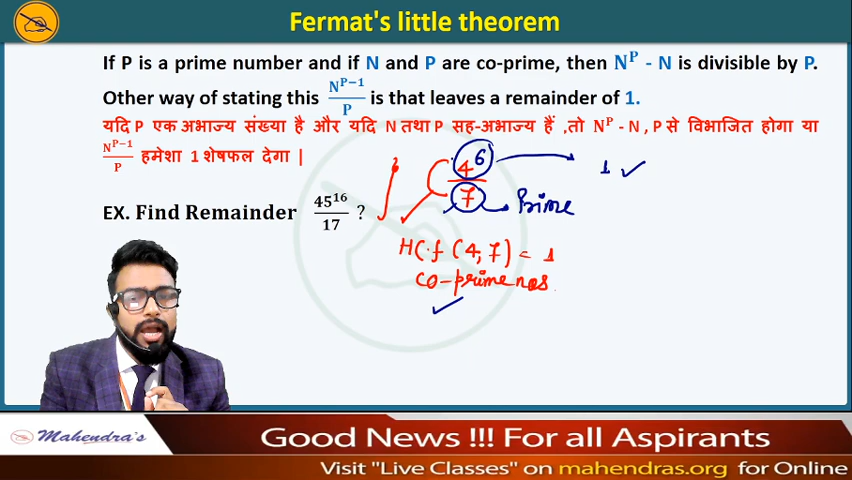 Fermat's little theorem
If P is a prime number and if N and P are co-prime, then N^P - N is divisible by P.
Other way of stating this N^P−1/P is that leaves a remainder of 1.
यदि P एक अभाज्य संख्या है और यदि N तथा P सह-अभाज्य हैं ,तो N^P - N, P से विभाजित होगा या
N^P−1/P हमेशा 1 शेषफल देगा |
4^6/7 1
Prime
EX. Find Remainder 45^16/17 ?
HCf (4, 7) = 1
co-prime nos.
Mahendra's
Good News !!! For all Aspirants
Visit "Live Classes" on mahendras.org for Online